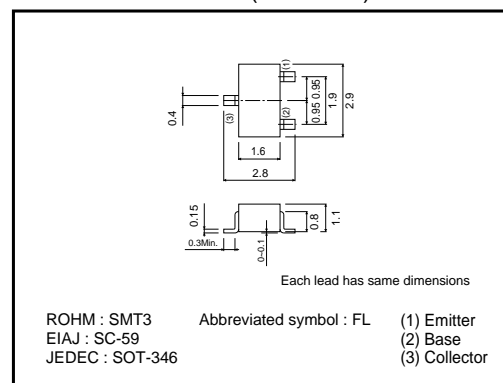 (1)
0.95 0.95
1.9
2.9
0.4
(3)
(2)
1.6
2.8
0.15
0.8
1.1
0.3Min.
0~0.1
Each lead has same dimensions
ROHM : SMT3 Abbreviated symbol : FL (1) Emitter
EIAJ : SC-59 (2) Base
JEDEC : SOT-346 (3) Collector